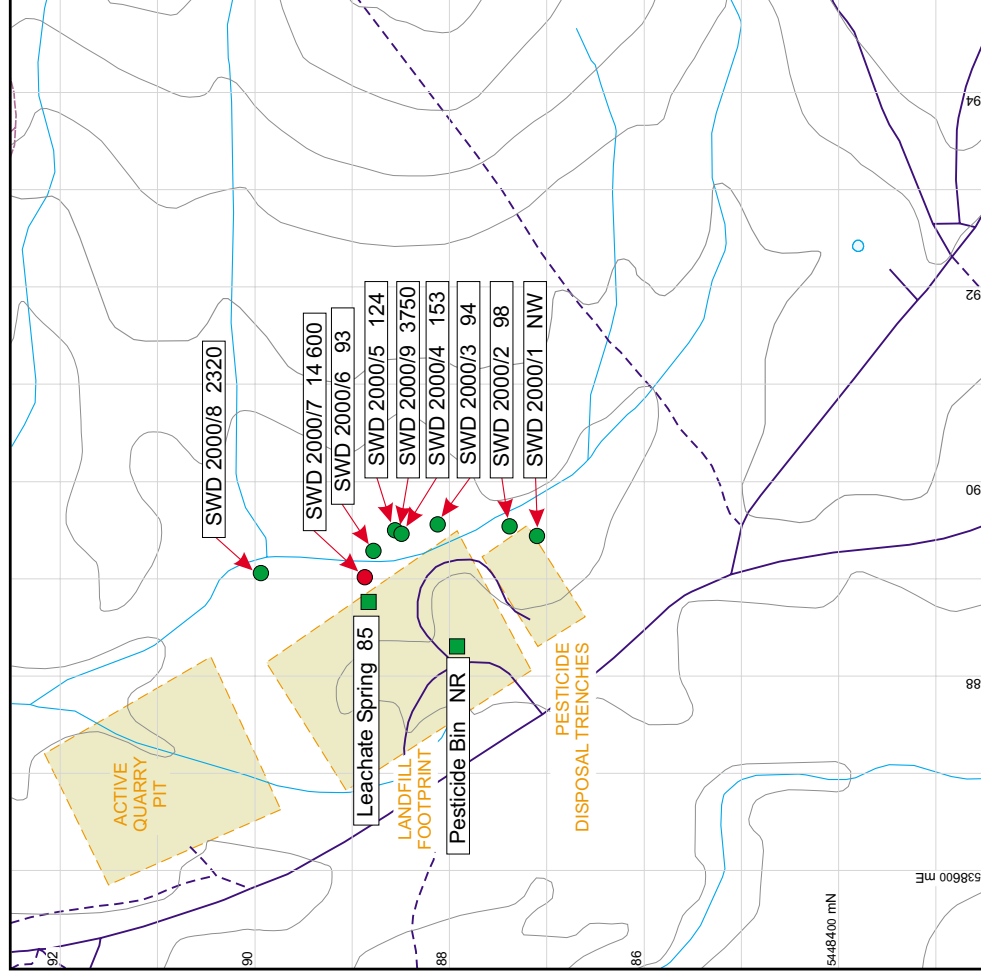 SWD 2000/8 2320
SWD 2000/7 14 600
SWD 2000/6 93
SWD 2000/5 124
SWD 2000/9 3750
SWD 2000/4 153
SWD 2000/3 94
SWD 2000/2 98
SWD 2000/1 NW
Leachate Spring 85
Pesticide Bin NR
ACTIVE
QUARRY
PIT
LANDFILL
FOOTPRINT
PESTICIDE
DISPOSAL TRENCHES
92
90
88
86
5448400 mN
94
92
90
88
538600 mE